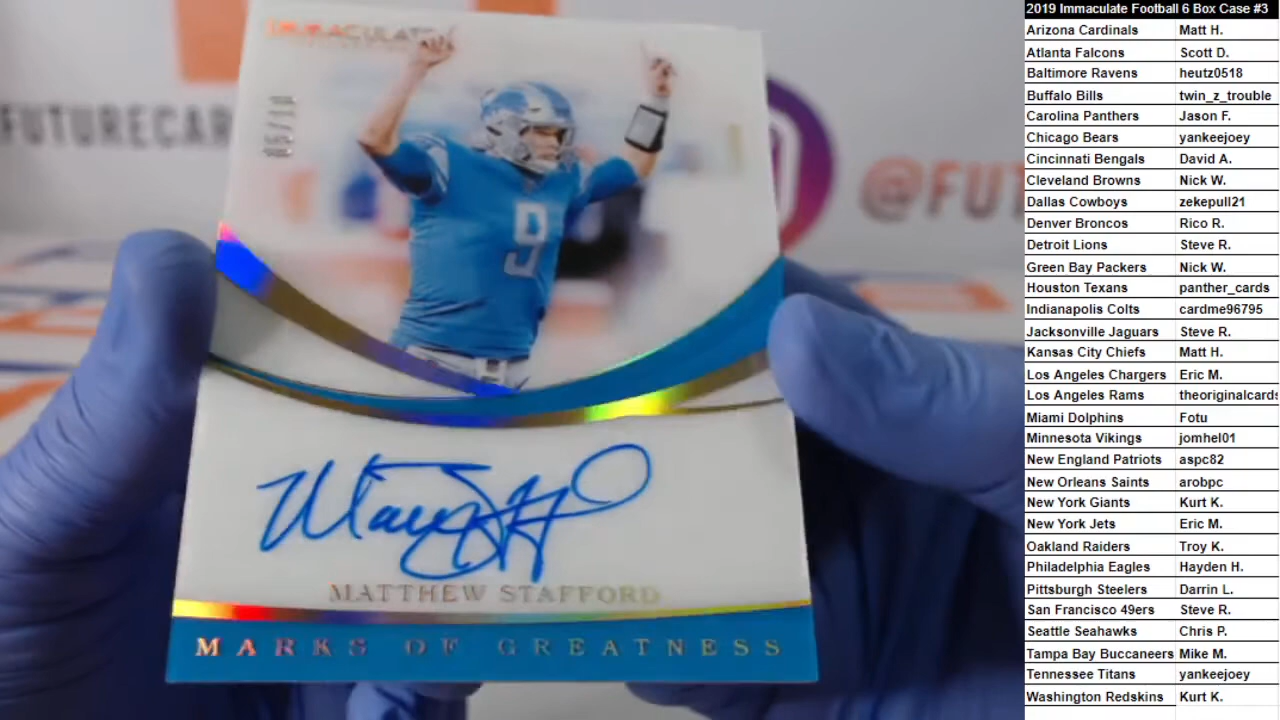 2019 Immaculate Football 6 Box Case #3
Arizona Cardinals Matt H.
Atlanta Falcons Scott D.
Baltimore Ravens heutz0518
Buffalo Bills twin_z_trouble
Carolina Panthers Jason F.
Chicago Bears yankeejoey
Cincinnati Bengals David A.
Cleveland Browns Nick W.
Dallas Cowboys zekepull21
Denver Broncos Rico R.
Detroit Lions Steve R.
Green Bay Packers Nick W.
Houston Texans panther_cards
Indianapolis Colts cardme96795
Jacksonville Jaguars Steve R.
Kansas City Chiefs Matt H.
Los Angeles Chargers Eric M.
Los Angeles Rams theoriginalcards
Miami Dolphins Fotu
Minnesota Vikings jomhel01
New England Patriots aspc82
New Orleans Saints arobpc
New York Giants Kurt K.
New York Jets Eric M.
Oakland Raiders Troy K.
Philadelphia Eagles Hayden H.
Pittsburgh Steelers Darrin L.
San Francisco 49ers Steve R.
Seattle Seahawks Chris P.
Tampa Bay Buccaneers Mike M.
Tennessee Titans yankeejoey
Washington Redskins Kurt K.
IMMACULATE
FUTURECAR
@FUT
9
MATTHEW STAFFORD
MARKS OF GREATNESS